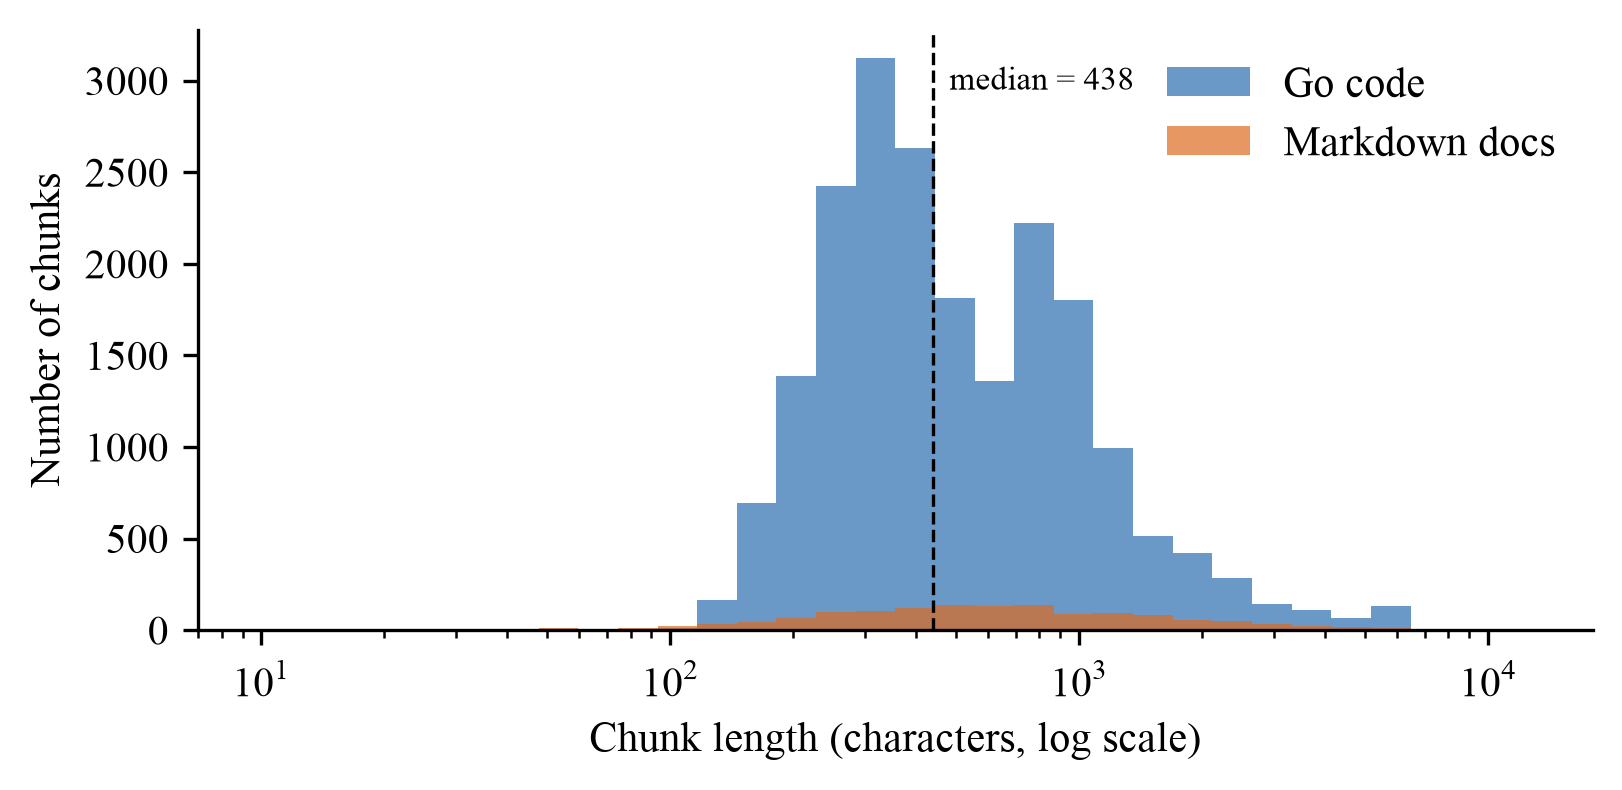 median = 438
Go code
Markdown docs
Number of chunks
3000
2500
2000
1500
1000
500
0
10¹
10²
10³
10⁴
Chunk length (characters, log scale)